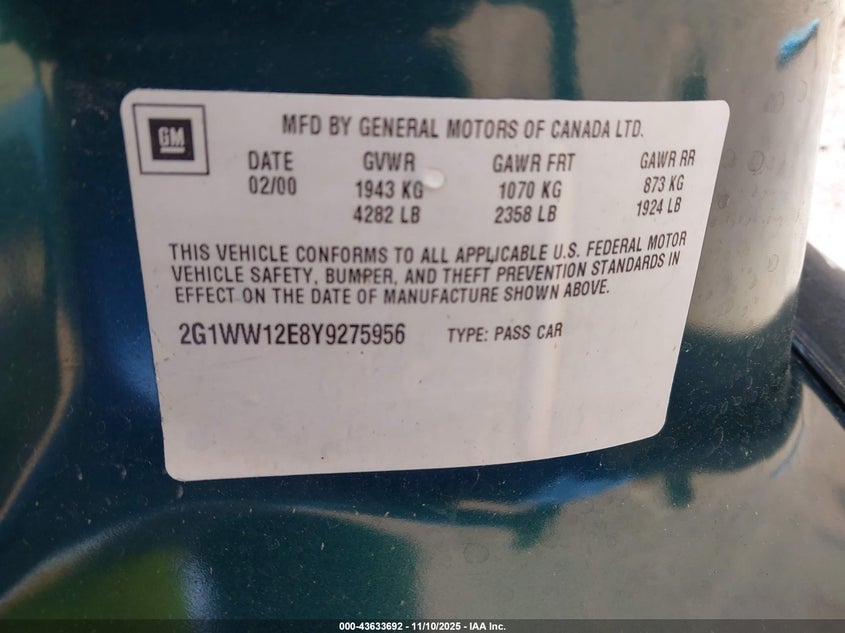 GM
MFD BY GENERAL MOTORS OF CANADA LTD.
DATE GVWR GAWR FRT GAWR RR
02/00 1943 KG 1070 KG 873 KG
4282 LB 2358 LB 1924 LB
THIS VEHICLE CONFORMS TO ALL APPLICABLE U.S. FEDERAL MOTOR
VEHICLE SAFETY, BUMPER, AND THEFT PREVENTION STANDARDS IN
EFFECT ON THE DATE OF MANUFACTURE SHOWN ABOVE.
2G1WW12E8Y9275956 TYPE: PASS CAR
000-43633692 - 11/10/2025 - IAA Inc.